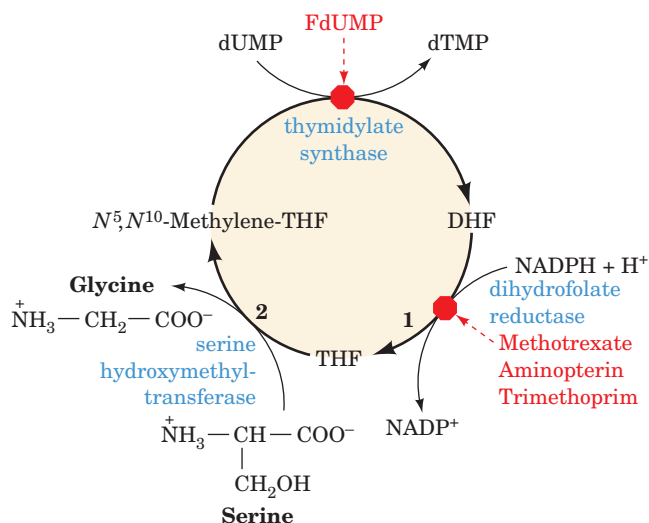 FdUMP
dUMP
dTMP
thymidylate
synthase
N⁵,N¹⁰-Methylene-THF
DHF
NADPH + H⁺
dihydrofolate
reductase
Glycine
⁺NH₃—CH₂—COO⁻
2
1
Methotrexate
Aminopterin
Trimethoprim
serine
hydroxymethyl-
transferase
THF
NADP⁺
⁺NH₃—CH—COO⁻
CH₂OH
Serine